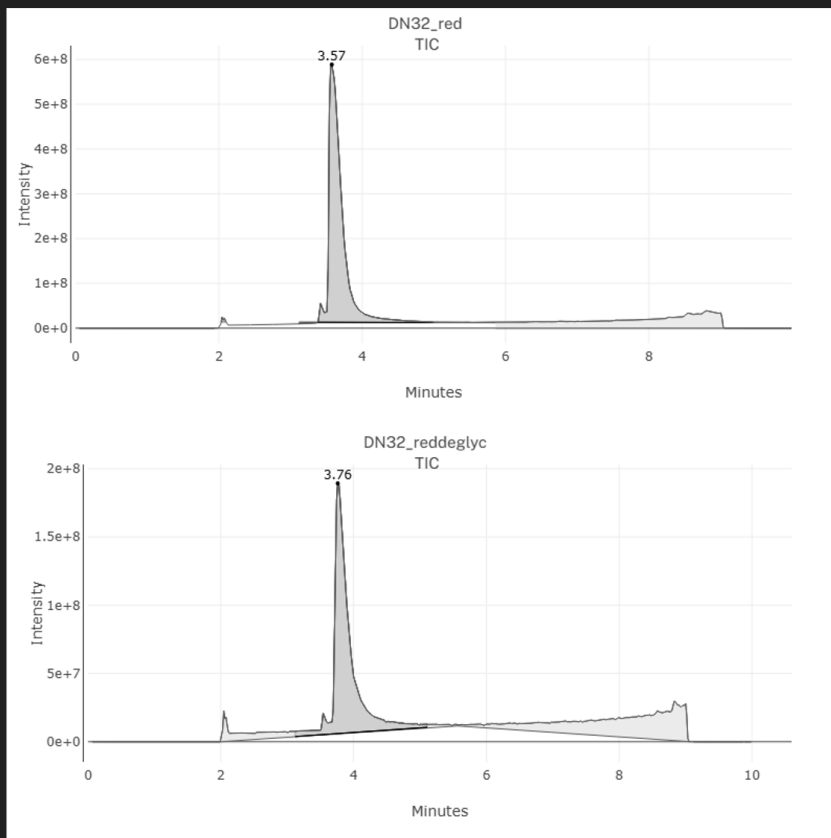 DN32_red
TIC
3.57
6e+8
5e+8
4e+8
3e+8
2e+8
1e+8
0e+0
Intensity
0 2 4 6 8
Minutes
DN32_reddeglyc
TIC
3.76
2e+8
1.5e+8
1e+8
5e+7
0e+0
Intensity
0 2 4 6 8 10
Minutes